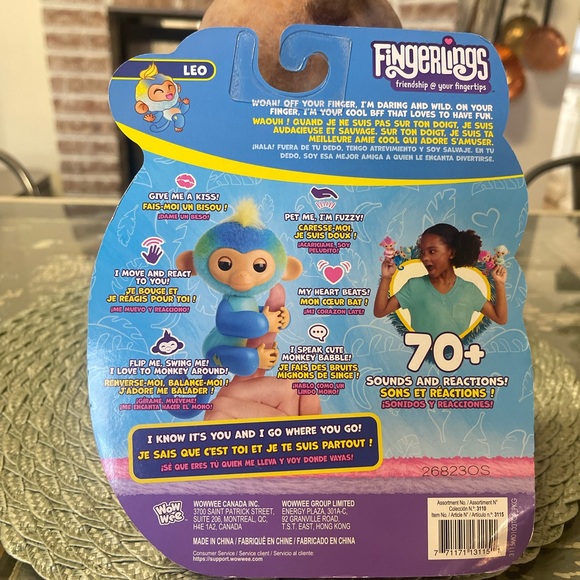 LEO
FINGERLINGS
friendship @ your fingertips
WOAH! OFF YOUR FINGER, I'M DARING AND WILD. ON YOUR
FINGER, I'M YOUR COOL BFF THAT LOVES TO HAVE FUN.
WAOUH ! QUAND JE NE SUIS PAS SUR TON DOIGT, JE SUIS
AUDACIEUSE ET SAUVAGE. SUR TON DOIGT, JE SUIS TA
MEILLEURE AMIE COOL QUI ADORE S'AMUSER.
¡HALA! FUERA DE TU DEDO, TENGO ATREVIMIENTO Y SOY SALVAJE. EN TU
DEDO, SOY ESA MEJOR AMIGA A QUIEN LE ENCANTA DIVERTIRSE.
GIVE ME A KISS!
FAIS-MOI UN BISOU !
¡DAME UN BESO!
PET ME, I'M FUZZY!
CARESSE-MOI,
JE SUIS DOUX !
¡ACARÍCIAME, SOY
PELUDITO!
I MOVE AND REACT
TO YOU!
JE BOUGE ET
JE RÉAGIS POUR TOI !
¡ME MUEVO Y REACCIONO!
MY HEART BEATS!
MON CŒUR BAT !
¡MI CORAZÓN LATE!
FLIP ME, SWING ME!
I LOVE TO MONKEY AROUND!
RENVERSE-MOI, BALANCE-MOI !
J'ADORE ME BALADER !
¡GÍRAME, MUÉVEME!
¡ME ENCANTA HACER EL MONO!
I SPEAK CUTE
MONKEY BABBLE!
JE FAIS DES BRUITS
MIGNONS DE SINGE !
¡HABLO COMO UN
LINDO MONO!
70+
SOUNDS AND REACTIONS!
SONS ET RÉACTIONS !
¡SONIDOS Y REACCIONES!
I KNOW IT'S YOU AND I GO WHERE YOU GO!
JE SAIS QUE C'EST TOI ET JE TE SUIS PARTOUT !
¡SÉ QUE ERES TÚ QUIEN ME LLEVA Y VOY DONDE VAYAS!
26823OS
WOW WEE
WOWWEE CANADA INC.
3700 SAINT PATRICK STREET,
SUITE 206, MONTREAL, QC,
H4E 1A2, CANADA
WOWWEE GROUP LIMITED
ENERGY PLAZA, 301A-C,
92 GRANVILLE ROAD,
T.S.T. EAST, HONG KONG
MADE IN CHINA / FABRIQUÉ EN CHINE / FABRICADO EN CHINA
Consumer Service / Service client / Servicio al cliente:
https://support.wowwee.com
Assortment No. / Assortiment N° /
Colección n.º: 3110
Item No. / Article N° / Artículo n.º: 3115
7 71171 13115